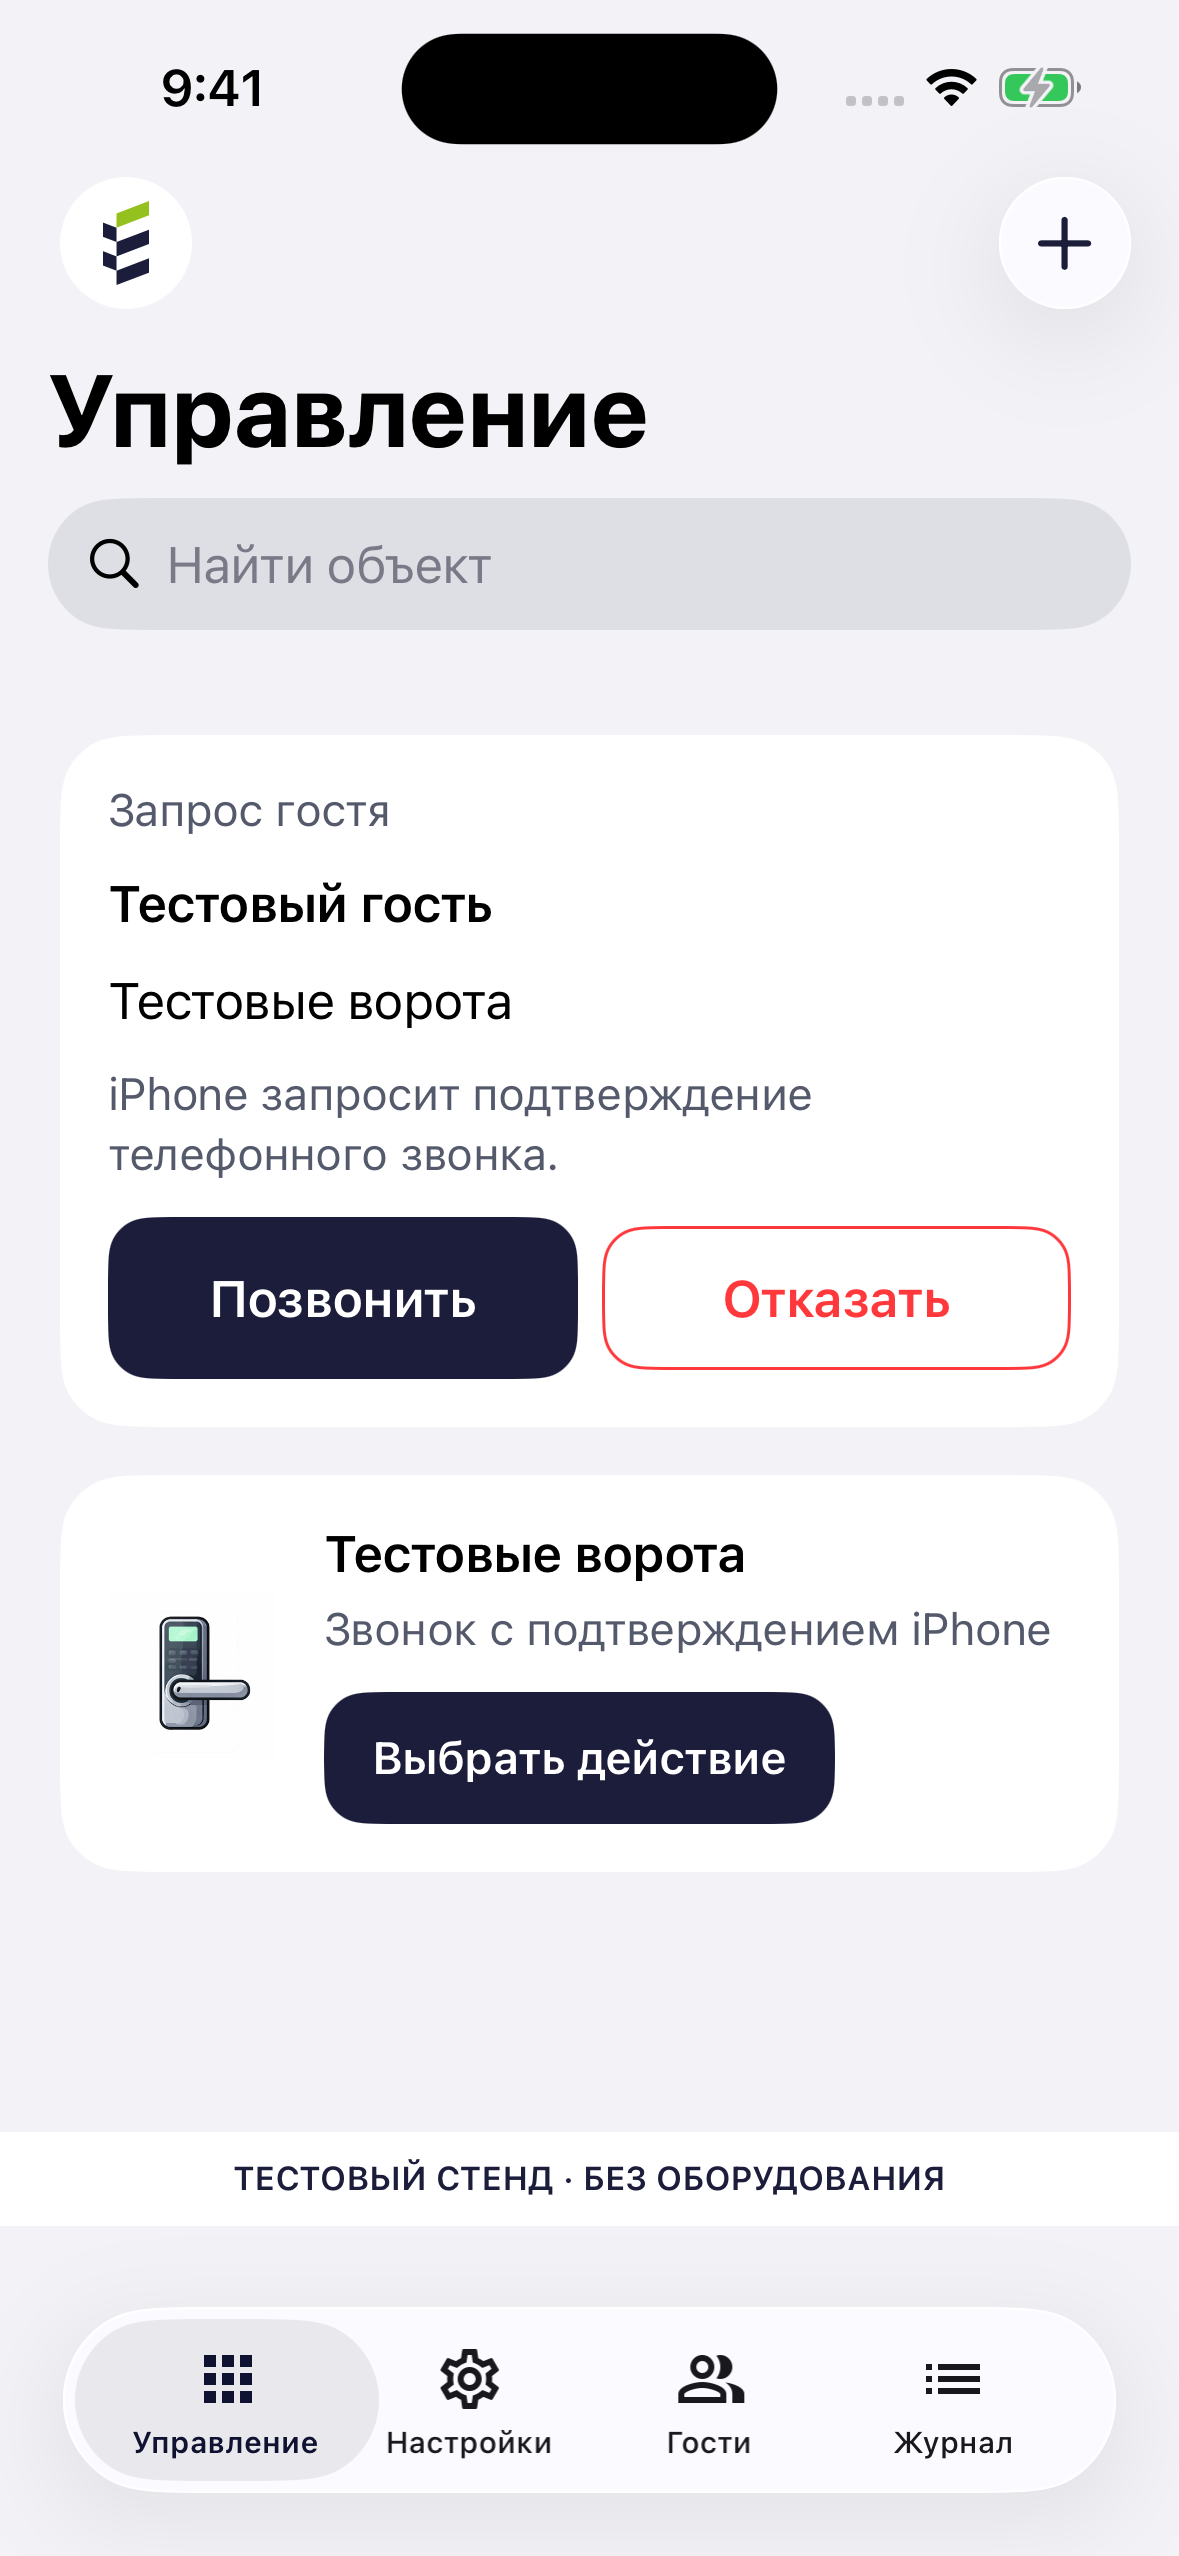 9:41
Управление
Найти объект
Запрос гостя
Тестовый гость
Тестовые ворота
iPhone запросит подтверждение
телефонного звонка.
Позвонить
Отказать
Тестовые ворота
Звонок с подтверждением iPhone
Выбрать действие
ТЕСТОВЫЙ СТЕНД · БЕЗ ОБОРУДОВАНИЯ
Управление
Настройки
Гости
Журнал